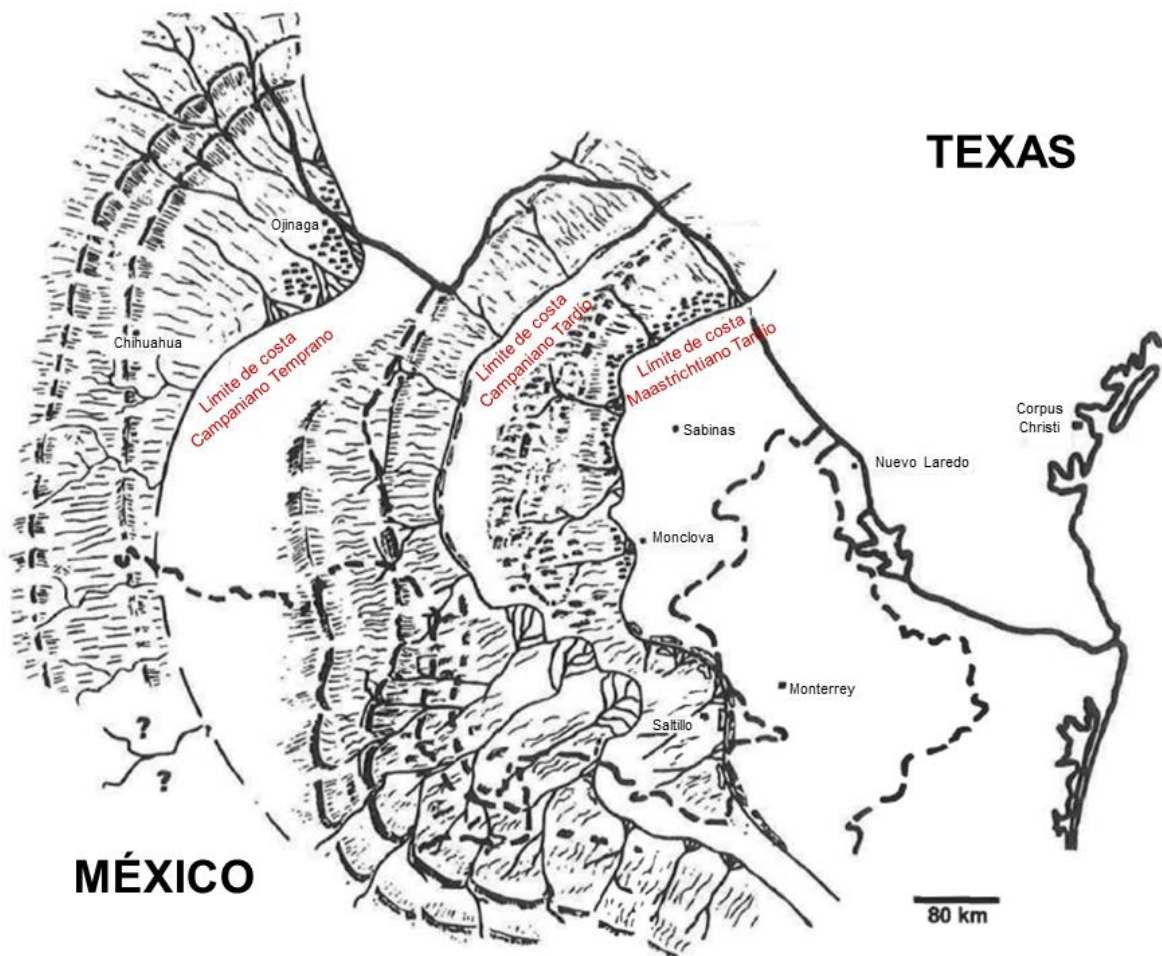 TEXAS
Ojinaga
Chihuahua
Límite de costa
Campaniano Temprano
Límite de costa
Campaniano Tardío
Límite de costa
Maastrichtiano Tardío
Sabinas
Corpus
Christi
Nuevo Laredo
Monclova
Monterrey
Saltillo
?
?
?
MÉXICO
80 km